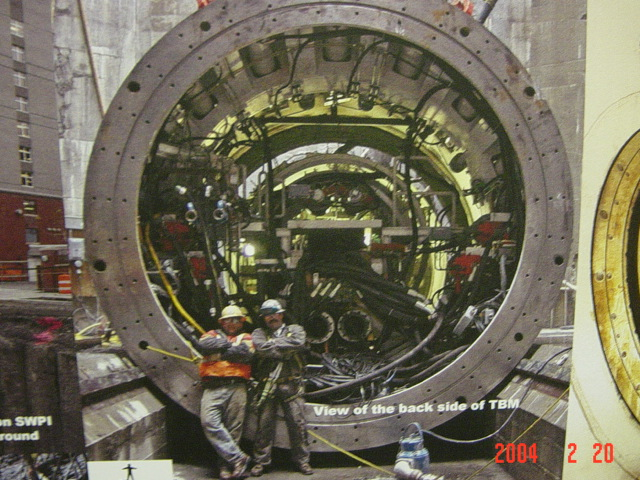 on SWPI
round
View of the back side of TBM
2004 2 20